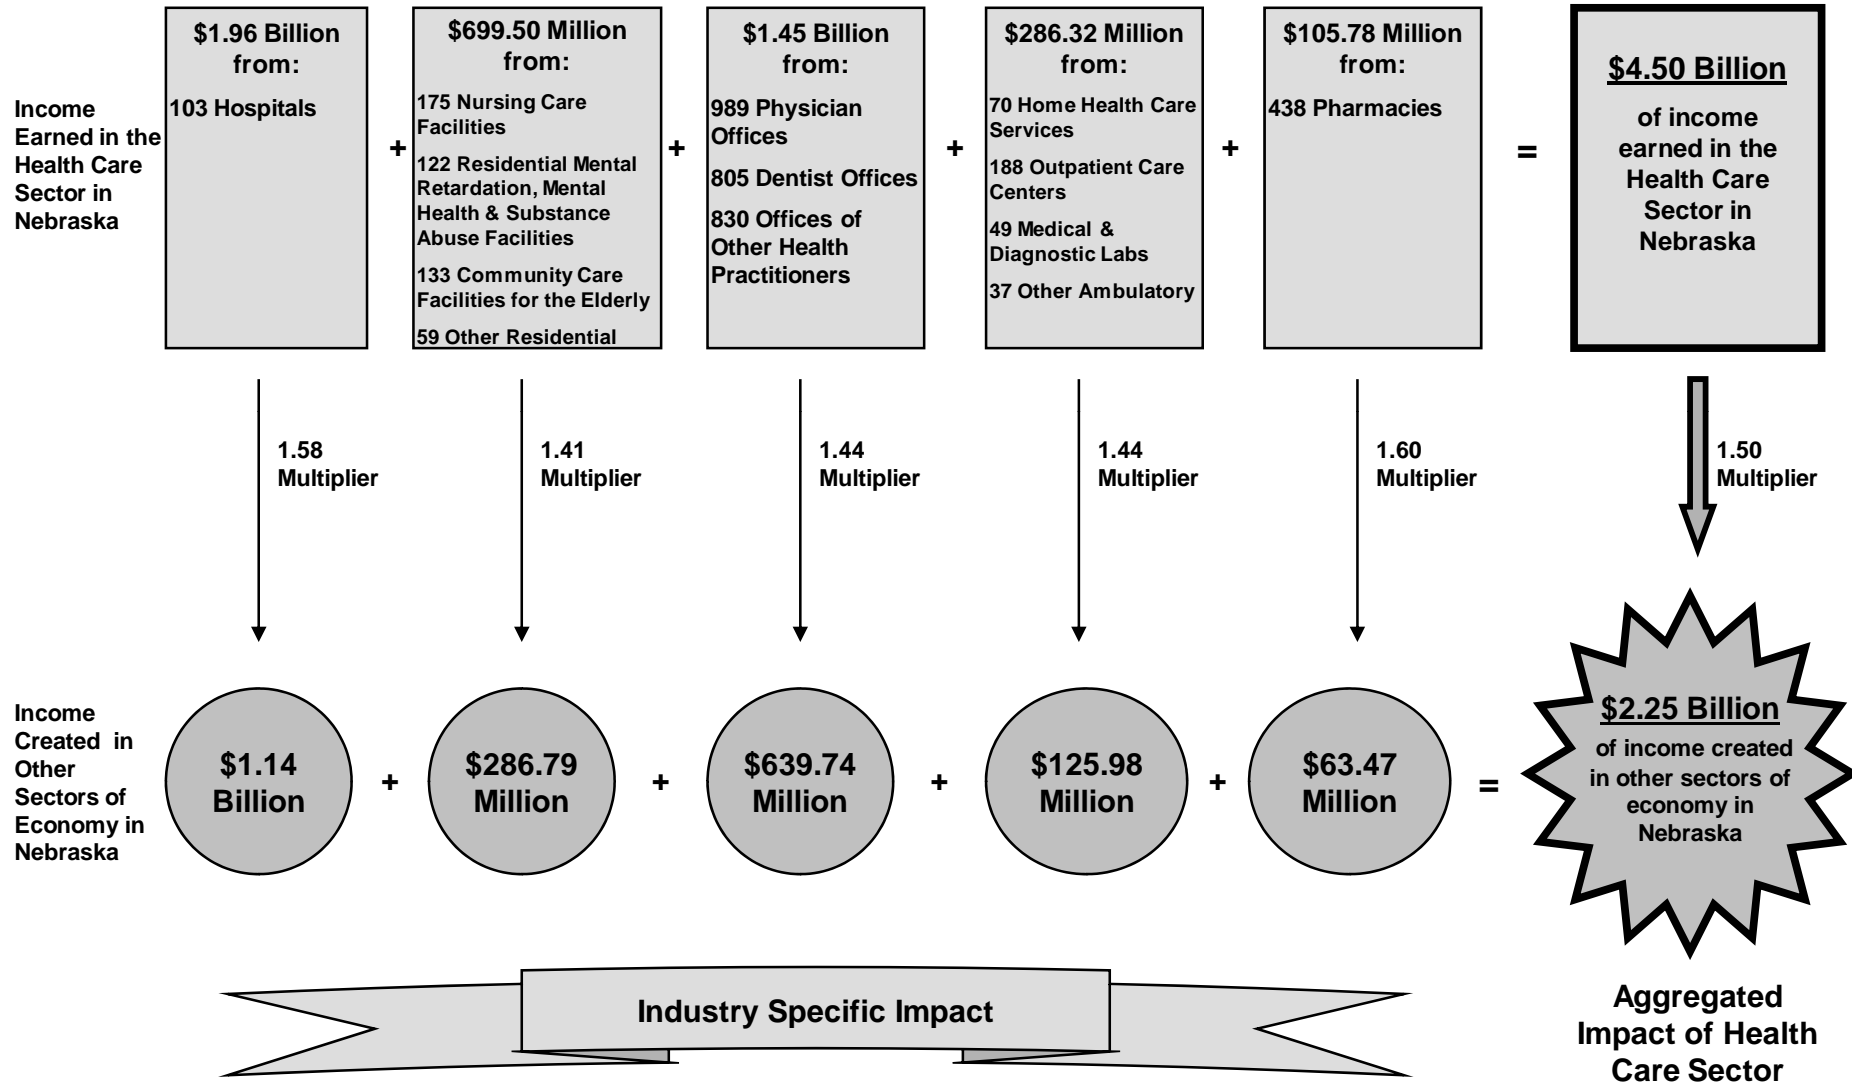 Income
Earned in the
Health Care
Sector in
Nebraska
$1.96 Billion
from:
103 Hospitals
+
$699.50 Million
from:
175 Nursing Care
Facilities
122 Residential Mental
Retardation, Mental
Health & Substance
Abuse Facilities
133 Community Care
Facilities for the Elderly
59 Other Residential
+
$1.45 Billion
from:
989 Physician
Offices
805 Dentist Offices
830 Offices of
Other Health
Practitioners
+
$286.32 Million
from:
70 Home Health Care
Services
188 Outpatient Care
Centers
49 Medical &
Diagnostic Labs
37 Other Ambulatory
+
$105.78 Million
from:
438 Pharmacies
=
$4.50 Billion
of income
earned in the
Health Care
Sector in
Nebraska
1.58
Multiplier
1.41
Multiplier
1.44
Multiplier
1.44
Multiplier
1.60
Multiplier
1.50
Multiplier
Income
Created in
Other
Sectors of
Economy in
Nebraska
$1.14
Billion
+
$286.79
Million
+
$639.74
Million
+
$125.98
Million
+
$63.47
Million
=
$2.25 Billion
of income created
in other sectors of
economy in
Nebraska
Industry Specific Impact
Aggregated
Impact of Health
Care Sector